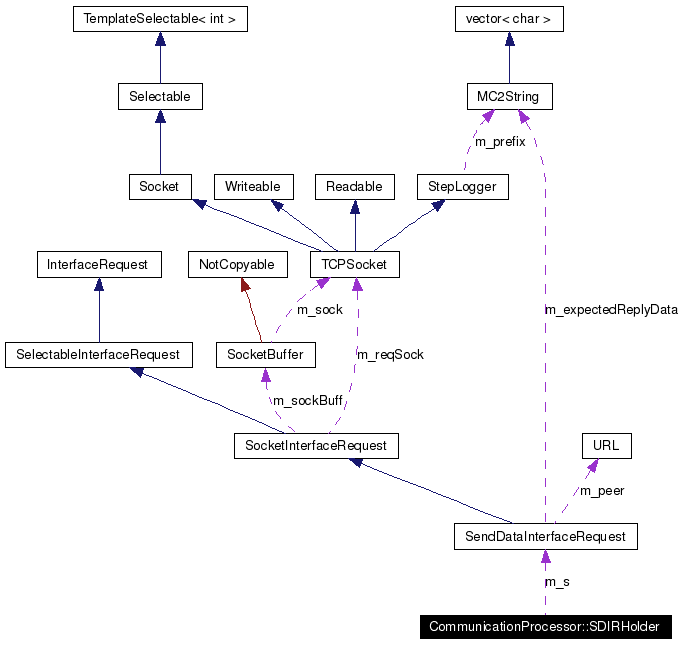 TemplateSelectable< int >
vector< char >
Selectable
MC2String
m_prefix
Socket
Writeable
Readable
StepLogger
InterfaceRequest
NotCopyable
TCPSocket
m_sock
m_expectedReplyData
SelectableInterfaceRequest
SocketBuffer
m_reqSock
m_sockBuff
SocketInterfaceRequest
URL
m_peer
SendDataInterfaceRequest
m_s
CommunicationProcessor::SDIRHolder